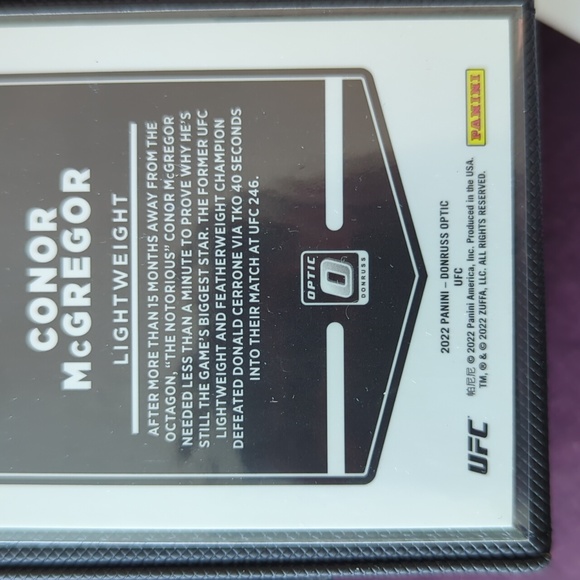 CONOR
McGREGOR
LIGHTWEIGHT
AFTER MORE THAN 15 MONTHS AWAY FROM THE
OCTAGON, "THE NOTORIOUS" CONOR McGREGOR
NEEDED LESS THAN A MINUTE TO PROVE WHY HE'S
STILL THE GAME'S BIGGEST STAR. THE FORMER UFC
LIGHTWEIGHT AND FEATHERWEIGHT CHAMPION
DEFEATED DONALD CERRONE VIA TKO 40 SECONDS
INTO THEIR MATCH AT UFC 246.
OPTIC
O
DONRUSS
2022 PANINI – DONRUSS OPTIC
UFC
UFC
帕尼尼 © 2022 Panini America, Inc. Produced in the USA.
TM, ® & © 2022 ZUFFA, LLC. ALL RIGHTS RESERVED.
PANINI